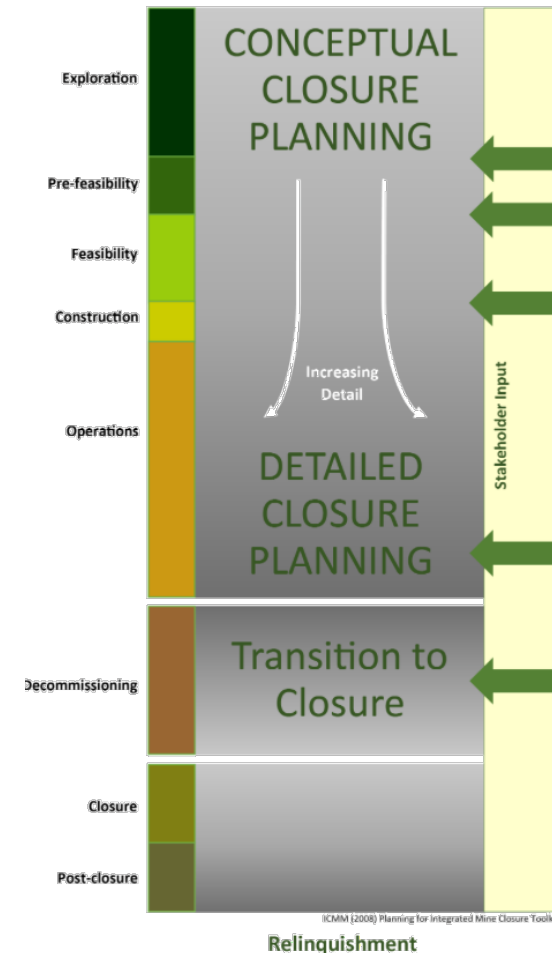 Exploration
CONCEPTUAL
CLOSURE
PLANNING
Pre-feasibility
Feasibility
Construction
Increasing
Detail
Stakeholder Input
Operations
DETAILED
CLOSURE
PLANNING
Decommissioning
Transition to
Closure
Closure
Post-closure
ICMM (2008) Planning for Integrated Mine Closure Toolk
Relinquishment